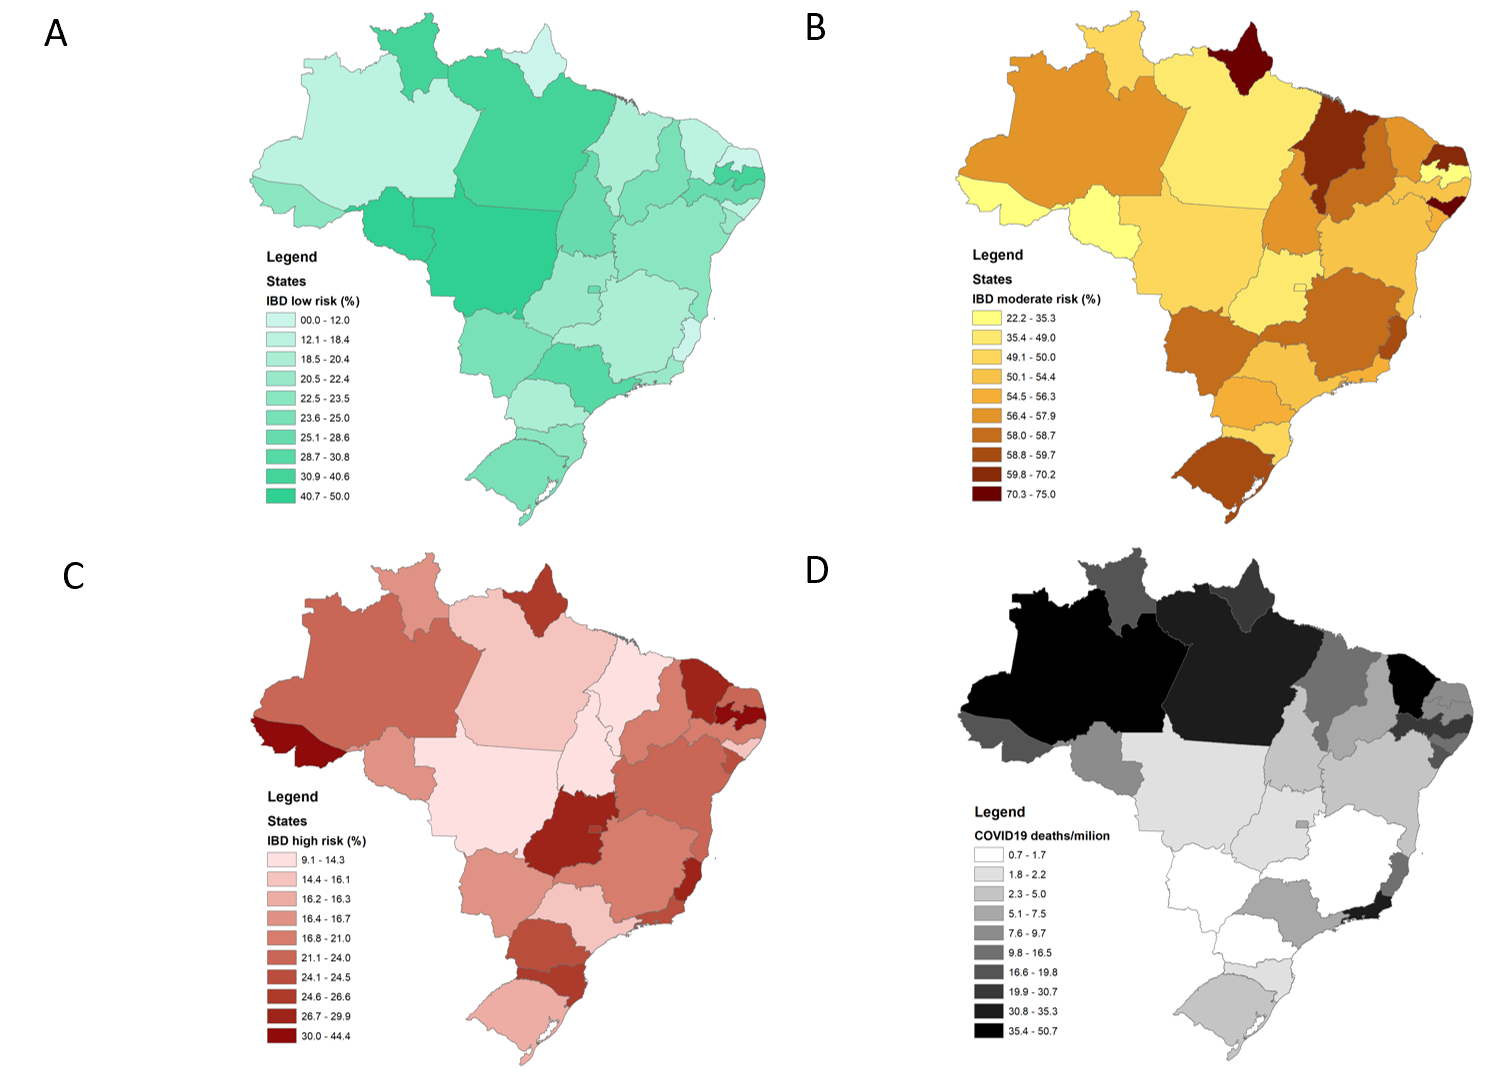 A
Legend
States
IBD low risk (%)
00.0 - 12.0
12.1 - 18.4
18.5 - 20.4
20.5 - 22.4
22.5 - 23.5
23.6 - 25.0
25.1 - 28.6
28.7 - 30.8
30.9 - 40.6
40.7 - 50.0
B
Legend
States
IBD moderate risk (%)
22.2 - 35.3
35.4 - 49.0
49.1 - 50.0
50.1 - 54.4
54.5 - 56.3
56.4 - 57.9
58.0 - 58.7
58.8 - 59.7
59.8 - 70.2
70.3 - 75.0
C
Legend
States
IBD high risk (%)
9.1 - 14.3
14.4 - 16.1
16.2 - 16.3
16.4 - 16.7
16.8 - 21.0
21.1 - 24.0
24.1 - 24.5
24.6 - 26.6
26.7 - 29.9
30.0 - 44.4
D
Legend
COVID19 deaths/milion
0.7 - 1.7
1.8 - 2.2
2.3 - 5.0
5.1 - 7.5
7.6 - 9.7
9.8 - 16.5
16.6 - 19.8
19.9 - 30.7
30.8 - 35.3
35.4 - 50.7